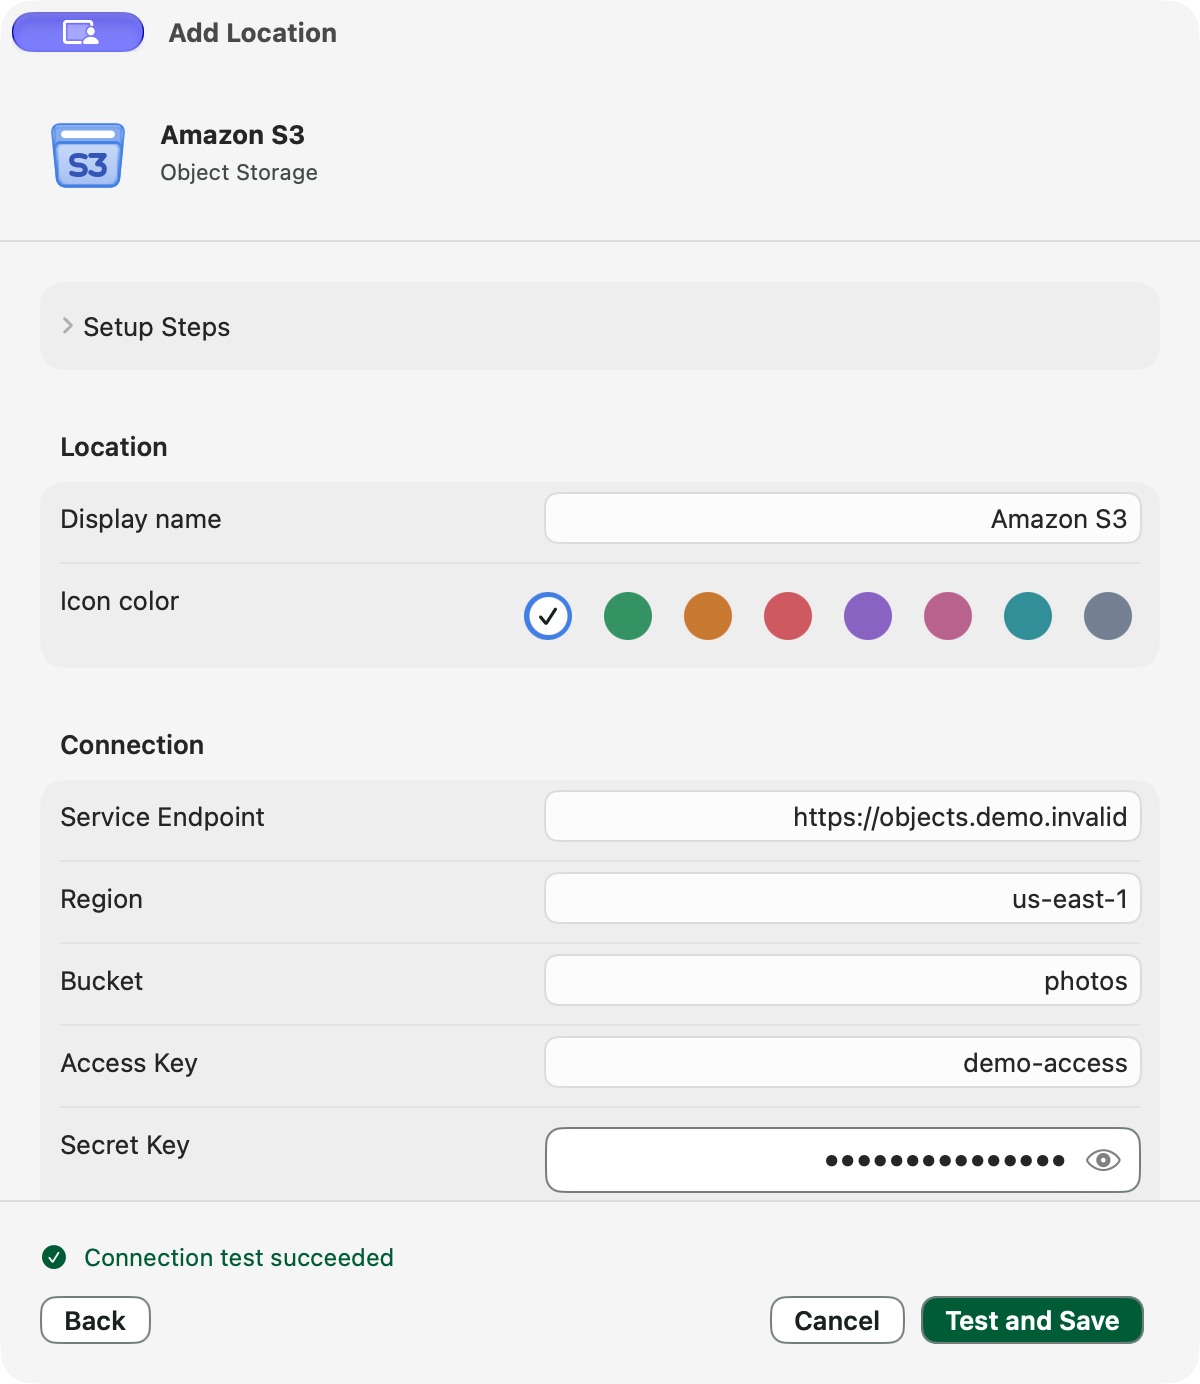 Add Location
S3
Amazon S3
Object Storage
Setup Steps
Location
Display name
Amazon S3
Icon color
Connection
Service Endpoint
https://objects.demo.invalid
Region
us-east-1
Bucket
photos
Access Key
demo-access
Secret Key
•••••••••••••••
Connection test succeeded
Back
Cancel
Test and Save